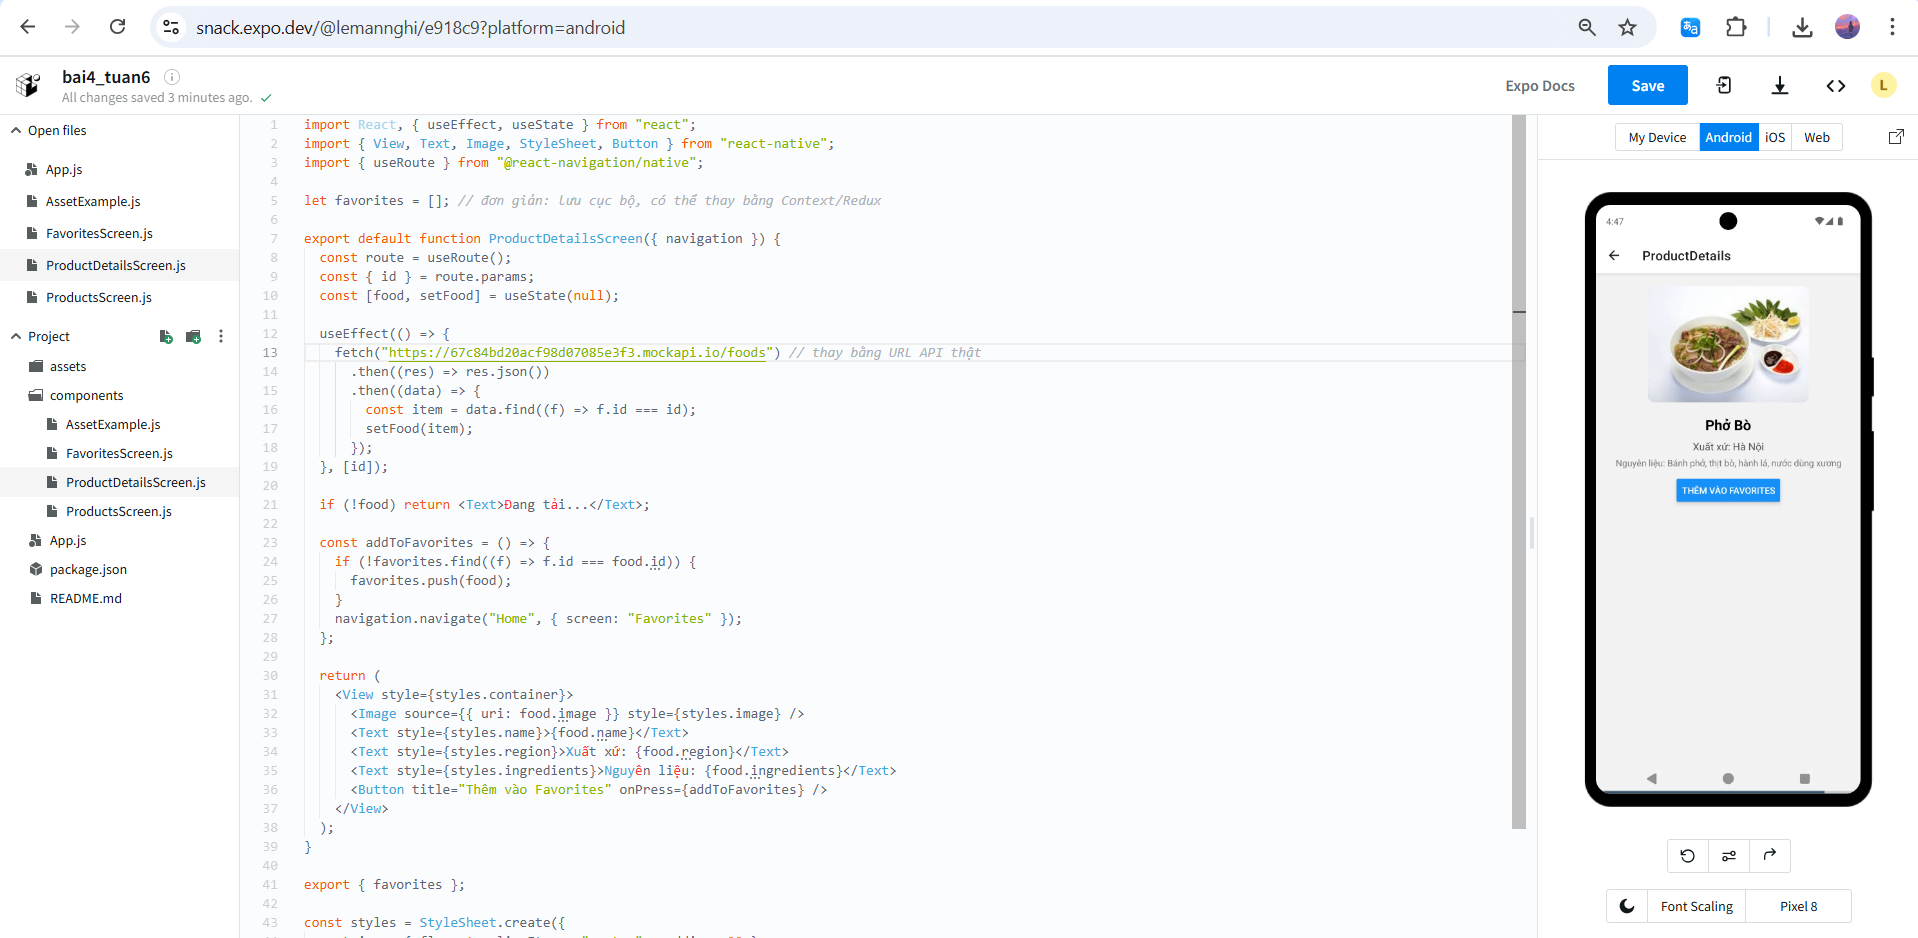 snack.expo.dev/@lemannghi/e918c9?platform=android
bai4_tuan6
All changes saved 3 minutes ago.
Expo Docs
Save
L
Open files
App.js
AssetExample.js
FavoritesScreen.js
ProductDetailsScreen.js
ProductsScreen.js
Project
assets
components
AssetExample.js
FavoritesScreen.js
ProductDetailsScreen.js
ProductsScreen.js
App.js
package.json
README.md
1 import React, { useEffect, useState } from "react";
2 import { View, Text, Image, StyleSheet, Button } from "react-native";
3 import { useRoute } from "@react-navigation/native";
4
5 let favorites = []; // đơn giản: lưu cục bộ, có thể thay bằng Context/Redux
6
7 export default function ProductDetailsScreen({ navigation }) {
8 const route = useRoute();
9 const { id } = route.params;
10 const [food, setFood] = useState(null);
11
12 useEffect(() => {
13 fetch("https://67c84bd20acf98d07085e3f3.mockapi.io/foods") // thay bằng URL API thật
14 .then((res) => res.json())
15 .then((data) => {
16 const item = data.find((f) => f.id === id);
17 setFood(item);
18 });
19 }, [id]);
20
21 if (!food) return <Text>Đang tải...</Text>;
22
23 const addToFavorites = () => {
24 if (!favorites.find((f) => f.id === food.id)) {
25 favorites.push(food);
26 }
27 navigation.navigate("Home", { screen: "Favorites" });
28 };
29
30 return (
31 <View style={styles.container}>
32 <Image source={{ uri: food.image }} style={styles.image} />
33 <Text style={styles.name}>{food.name}</Text>
34 <Text style={styles.region}>Xuất xứ: {food.region}</Text>
35 <Text style={styles.ingredients}>Nguyên liệu: {food.ingredients}</Text>
36 <Button title="Thêm vào Favorites" onPress={addToFavorites} />
37 </View>
38 );
39 }
40
41 export { favorites };
42
43 const styles = StyleSheet.create({
My Device
Android
iOS
Web
4:47
ProductDetails
Phở Bò
Xuất xứ: Hà Nội
Nguyên liệu: Bánh phở, thịt bò, hành lá, nước dùng xương
THÊM VÀO FAVORITES
Font Scaling
Pixel 8